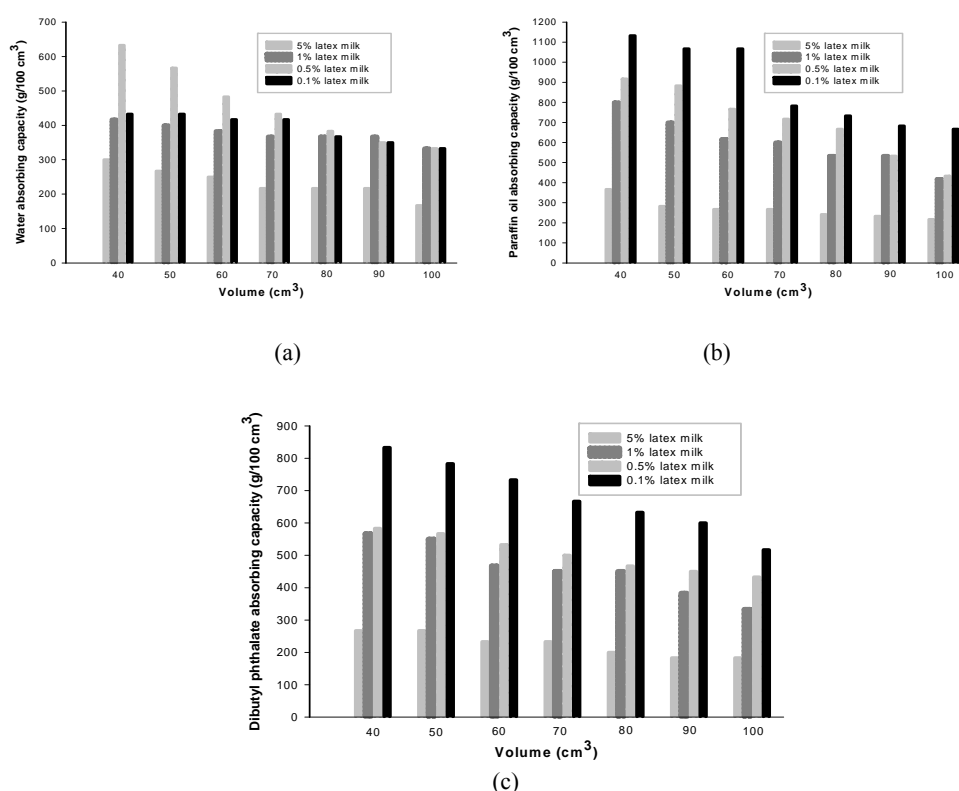 700
600
500
400
300
200
100
0
Water absorbing capacity (g/100 cm³)
5% latex milk
1% latex milk
0.5% latex milk
0.1% latex milk
40 50 60 70 80 90 100
Volume (cm³)
(a)
1200
1100
1000
900
800
700
600
500
400
300
200
100
0
Paraffin oil absorbing capacity (g/100 cm³)
5% latex milk
1% latex milk
0.5% latex milk
0.1% latex milk
40 50 60 70 80 90 100
Volume (cm³)
(b)
900
800
700
600
500
400
300
200
100
0
Dibutyl phthalate absorbing capacity (g/100 cm³)
5% latex milk
1% latex milk
0.5% latex milk
0.1% latex milk
40 50 60 70 80 90 100
Volume (cm³)
(c)